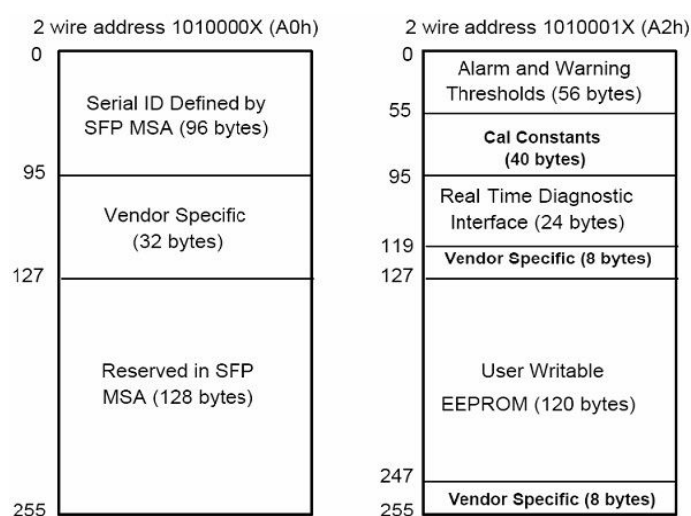 2 wire address 1010000X (A0h)
0
Serial ID Defined by
SFP MSA (96 bytes)
95
Vendor Specific
(32 bytes)
127
Reserved in SFP
MSA (128 bytes)
255
2 wire address 1010001X (A2h)
0
Alarm and Warning
Thresholds (56 bytes)
55
Cal Constants
(40 bytes)
95
Real Time Diagnostic
Interface (24 bytes)
119
Vendor Specific (8 bytes)
127
User Writable
EEPROM (120 bytes)
247
Vendor Specific (8 bytes)
255